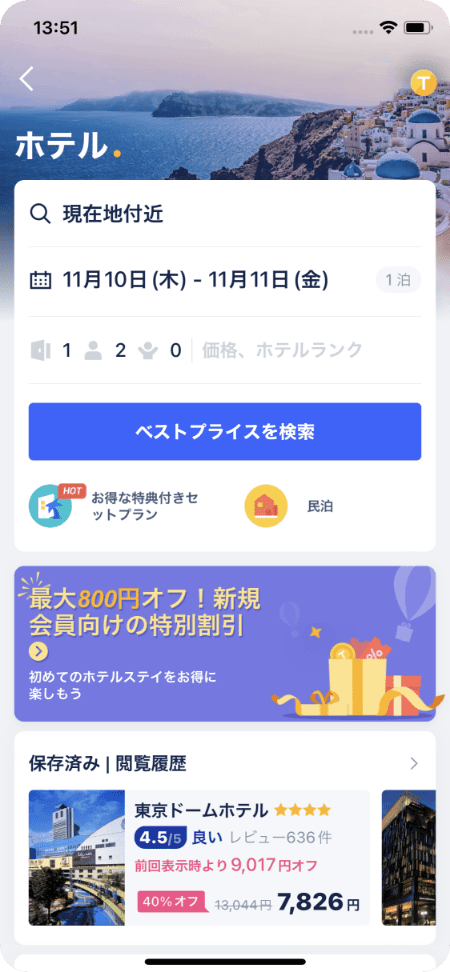 13:51
T
ホテル.
現在地付近
11月10日(木) - 11月11日(金) 1泊
1 2 0 価格、ホテルランク
ベストプライスを検索
HOT
お得な特典付きセ
ットプラン
民泊
最大800円オフ!新規
会員向けの特別割引
初めてのホテルステイをお得に
楽しもう
T %
保存済み | 閲覧履歴
東京ドームホテル
4.5/5 良い レビュー636件
前回表示時より9,017円オフ
40%オフ 13,044円 7,826円